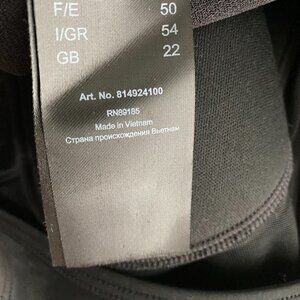 F/E 50
I/GR 54
GB 22
Art. No. 814924100
RN89185
Made in Vietnam
Страна происхождения Вьетнам